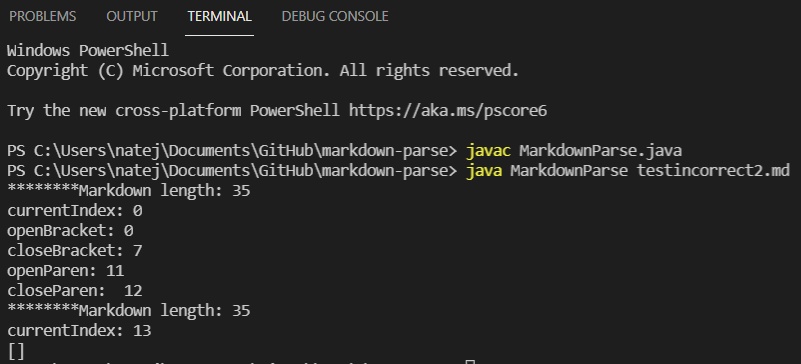 PROBLEMS OUTPUT TERMINAL DEBUG CONSOLE
Windows PowerShell
Copyright (C) Microsoft Corporation. All rights reserved.
Try the new cross-platform PowerShell https://aka.ms/pscore6
PS C:\Users\natej\Documents\GitHub\markdown-parse> javac MarkdownParse.java
PS C:\Users\natej\Documents\GitHub\markdown-parse> java MarkdownParse testincorrect2.md
********Markdown length: 35
currentIndex: 0
openBracket: 0
closeBracket: 7
openParen: 11
closeParen:  12
********Markdown length: 35
currentIndex: 13
[]